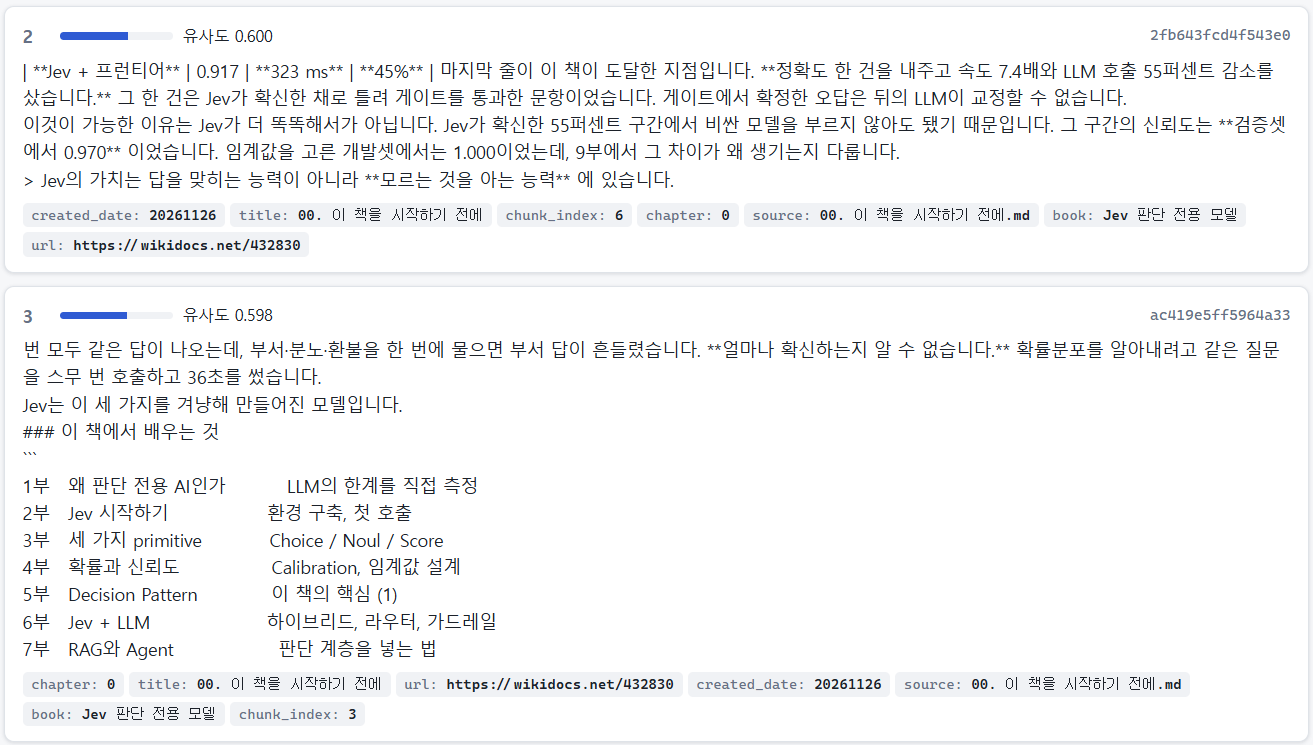 2 유사도 0.600 2fb643fcd4f543e0
| **Jev + 프런티어** | 0.917 | **323 ms** | **45%** | 마지막 줄이 이 책이 도달한 지점입니다. **정확도 한 건을 내주고 속도 7.4배와 LLM 호출 55퍼센트 감소를
샀습니다.** 그 한 건은 Jev가 확신한 채로 틀려 게이트를 통과한 문항이었습니다. 게이트에서 확정한 오답은 뒤의 LLM이 교정할 수 없습니다.
이것이 가능한 이유는 Jev가 더 똑똑해서가 아닙니다. Jev가 확신한 55퍼센트 구간에서 비싼 모델을 부르지 않아도 됐기 때문입니다. 그 구간의 신뢰도는 **검증셋
에서 0.970** 이었습니다. 임계값을 고른 개발셋에서는 1.000이었는데, 9부에서 그 차이가 왜 생기는지 다룹니다.
> Jev의 가치는 답을 맞히는 능력이 아니라 **모르는 것을 아는 능력** 에 있습니다.
created_date: 20261126 title: 00. 이 책을 시작하기 전에 chunk_index: 6 chapter: 0 source: 00. 이 책을 시작하기 전에.md book: Jev 판단 전용 모델
url: https://wikidocs.net/432830
3 유사도 0.598 ac419e5ff5964a33
번 모두 같은 답이 나오는데, 부서·분노·환불을 한 번에 물으면 부서 답이 흔들렸습니다. **얼마나 확신하는지 알 수 없습니다.** 확률분포를 알아내려고 같은 질문
을 스무 번 호출하고 36초를 썼습니다.
Jev는 이 세 가지를 겨냥해 만들어진 모델입니다.
### 이 책에서 배우는 것
```
1부 왜 판단 전용 AI인가 LLM의 한계를 직접 측정
2부 Jev 시작하기 환경 구축, 첫 호출
3부 세 가지 primitive Choice / Noul / Score
4부 확률과 신뢰도 Calibration, 임계값 설계
5부 Decision Pattern 이 책의 핵심 (1)
6부 Jev + LLM 하이브리드, 라우터, 가드레일
7부 RAG와 Agent 판단 계층을 넣는 법
chapter: 0 title: 00. 이 책을 시작하기 전에 url: https://wikidocs.net/432830 created_date: 20261126 source: 00. 이 책을 시작하기 전에.md
book: Jev 판단 전용 모델 chunk_index: 3